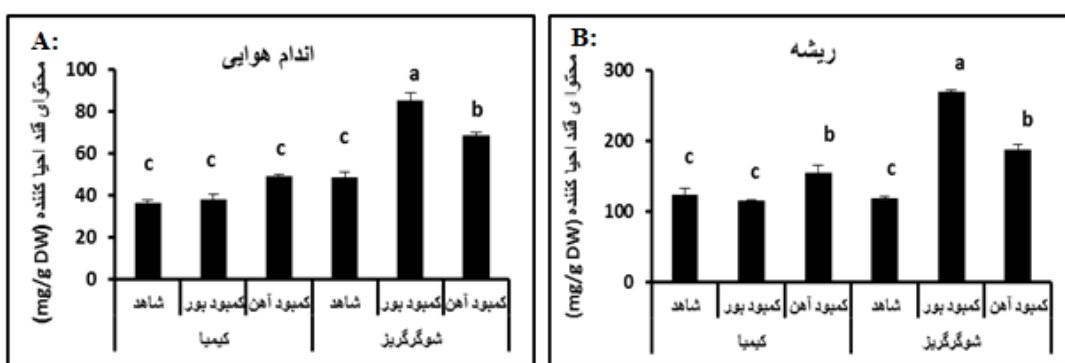 A:
اندام هوایی
محتوای قند احیا کننده (mg/g DW)
100
80
60
40
20
0
c
c
c
c
a
b
شاهد
کمبود بور
کمبود آهن
شاهد
کمبود بور
کمبود آهن
کیمیا
شوگرگریز
B:
ریشه
محتوا ی قند احیا کننده (mg/g DW)
300
200
100
0
c
c
b
c
a
b
شاهد
کمبود بور
کمبود آهن
شاهد
کمبود بور
کمبود آهن
کیمیا
شوگرگریز